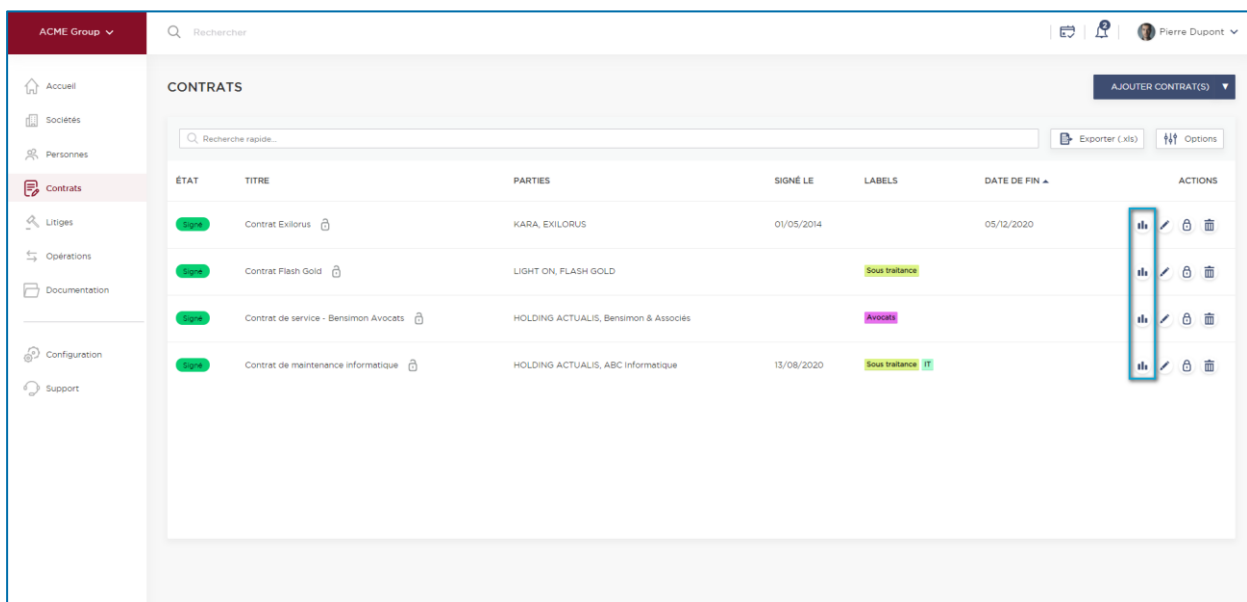 ACME Group
Rechercher
2
Pierre Dupont
Accueil
Sociétés
Personnes
Contrats
Litiges
Opérations
Documentation
Configuration
Support
CONTRATS
AJOUTER CONTRAT(S)
Recherche rapide...
Exporter (.xls)
Options
ÉTAT TITRE PARTIES SIGNÉ LE LABELS DATE DE FIN ACTIONS
Signé Contrat Exilorus KARA, EXILORUS 01/05/2014 05/12/2020
Signé Contrat Flash Gold LIGHT ON, FLASH GOLD Sous traitance
Signé Contrat de service - Bensimon Avocats HOLDING ACTUALIS, Bensimon & Associés Avocats
Signé Contrat de maintenance informatique HOLDING ACTUALIS, ABC Informatique 13/08/2020 Sous traitance IT